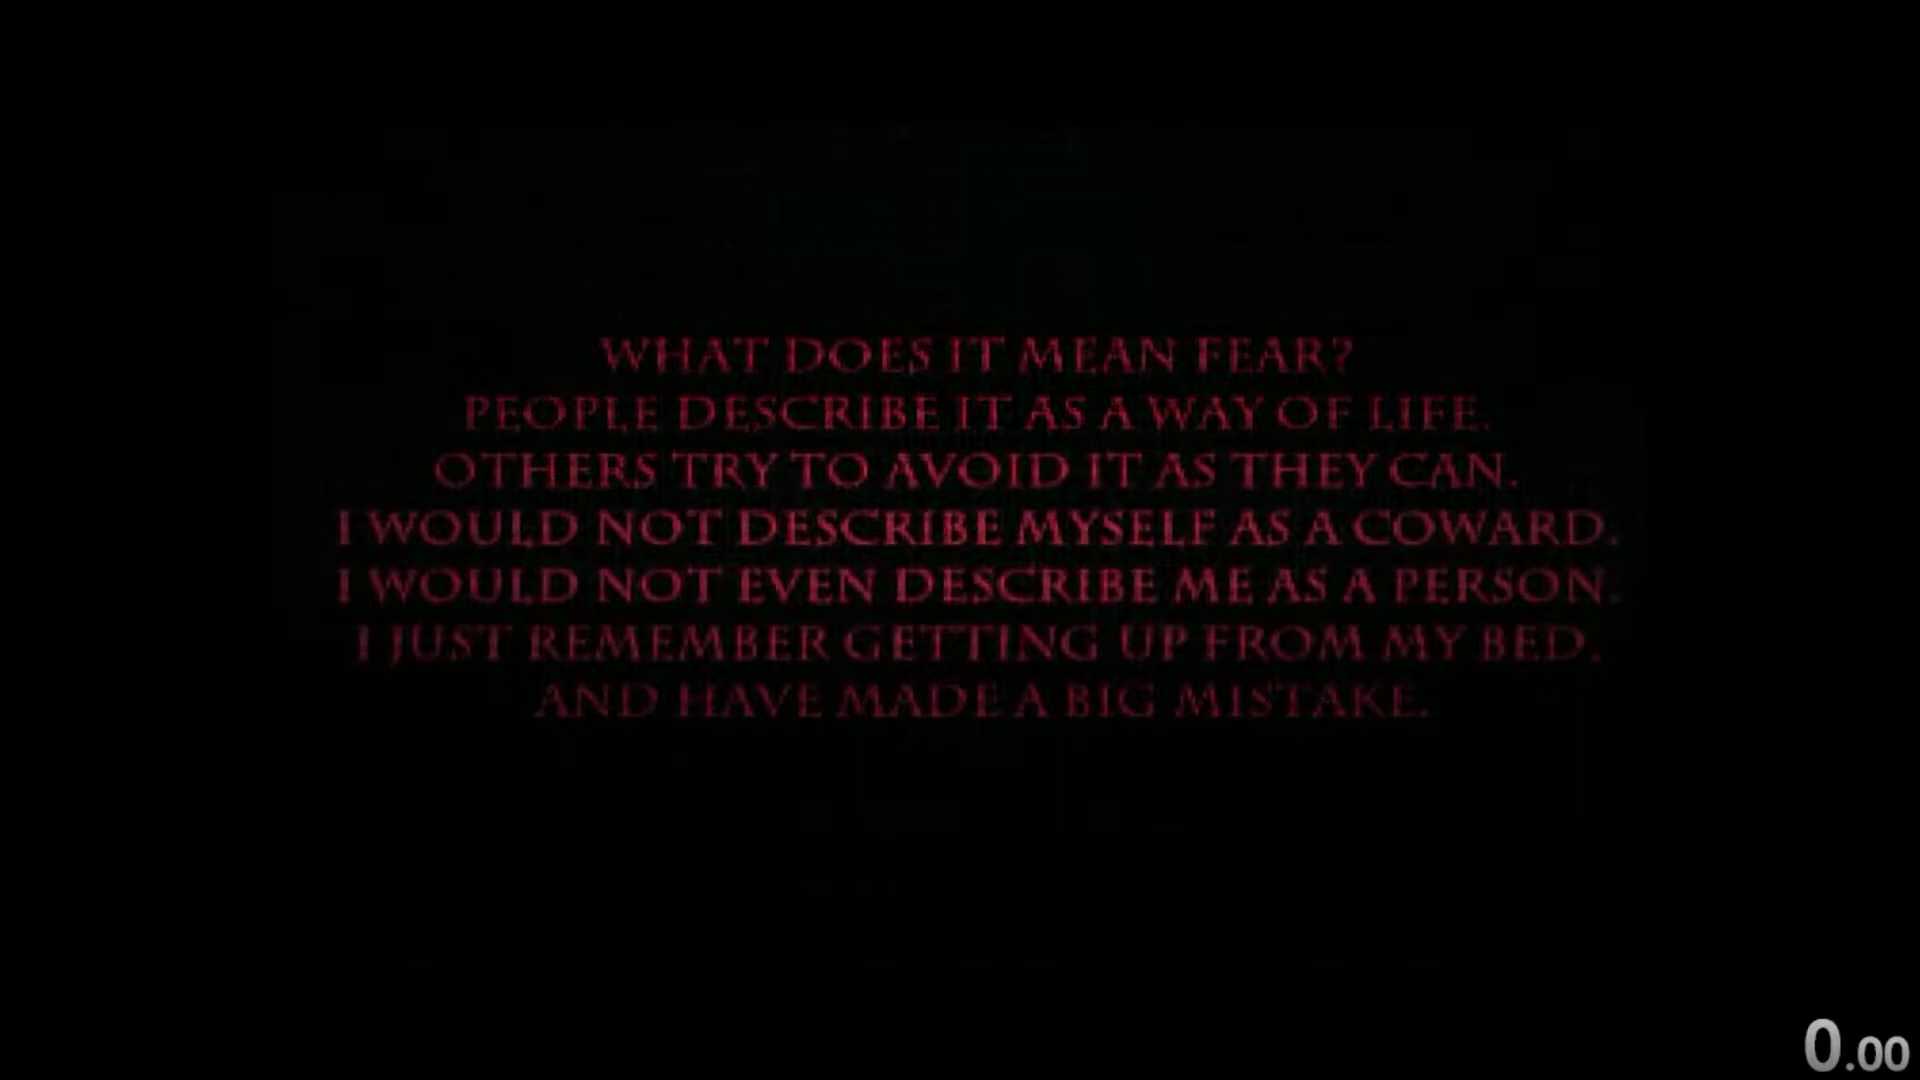 WHAT DOES IT MEAN FEAR?
PEOPLE DESCRIBE IT AS A WAY OF LIFE.
OTHERS TRY TO AVOID IT AS THEY CAN.
I WOULD NOT DESCRIBE MYSELF AS A COWARD.
I WOULD NOT EVEN DESCRIBE ME AS A PERSON.
I JUST REMEMBER GETTING UP FROM MY BED.
AND HAVE MADE A BIG MISTAKE.
0.00